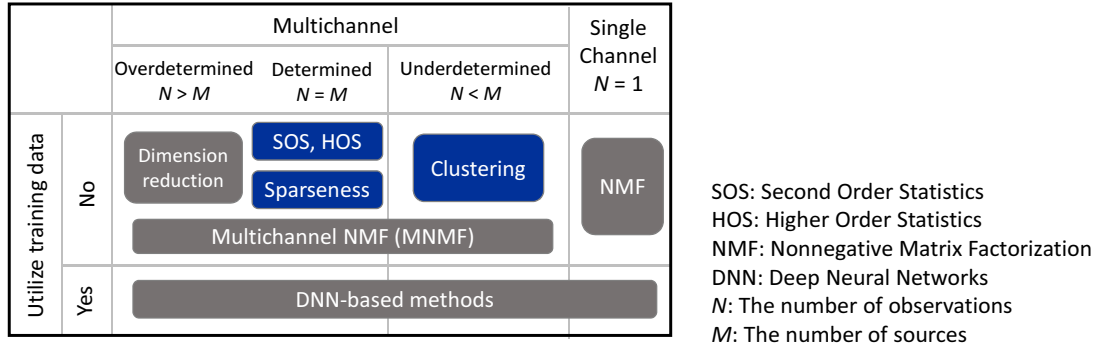 Multichannel
Single
Channel
N = 1
Overdetermined
N > M
Determined
N = M
Underdetermined
N < M
Utilize training data
No
Dimension
reduction
SOS, HOS
Sparseness
Clustering
NMF
Multichannel NMF (MNMF)
Yes
DNN-based methods
SOS: Second Order Statistics
HOS: Higher Order Statistics
NMF: Nonnegative Matrix Factorization
DNN: Deep Neural Networks
N: The number of observations
M: The number of sources